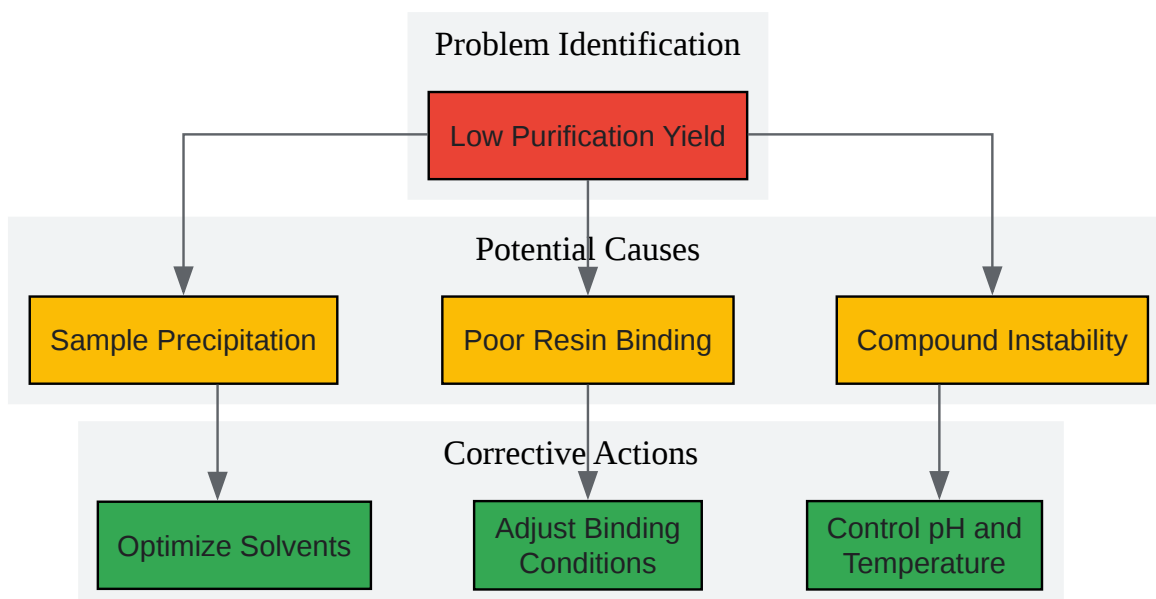 Problem Identification
Low Purification Yield
Potential Causes
Sample Precipitation
Poor Resin Binding
Compound Instability
Corrective Actions
Optimize Solvents
Adjust Binding
Conditions
Control pH and
Temperature